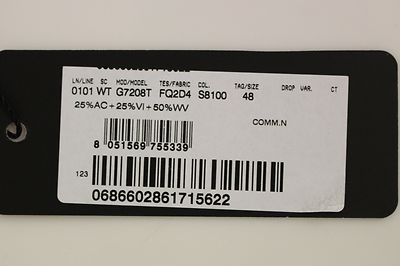 LN/LINE SC MOD/MODEL TES/FABRIC COL. TAG/SIZE DROP VAR. CT
0101 WT G7208T FQ2D4 S8100 48
25%AC+25%VI+50%WV
COMM.N
8 051569 755339
123
0686602861715622